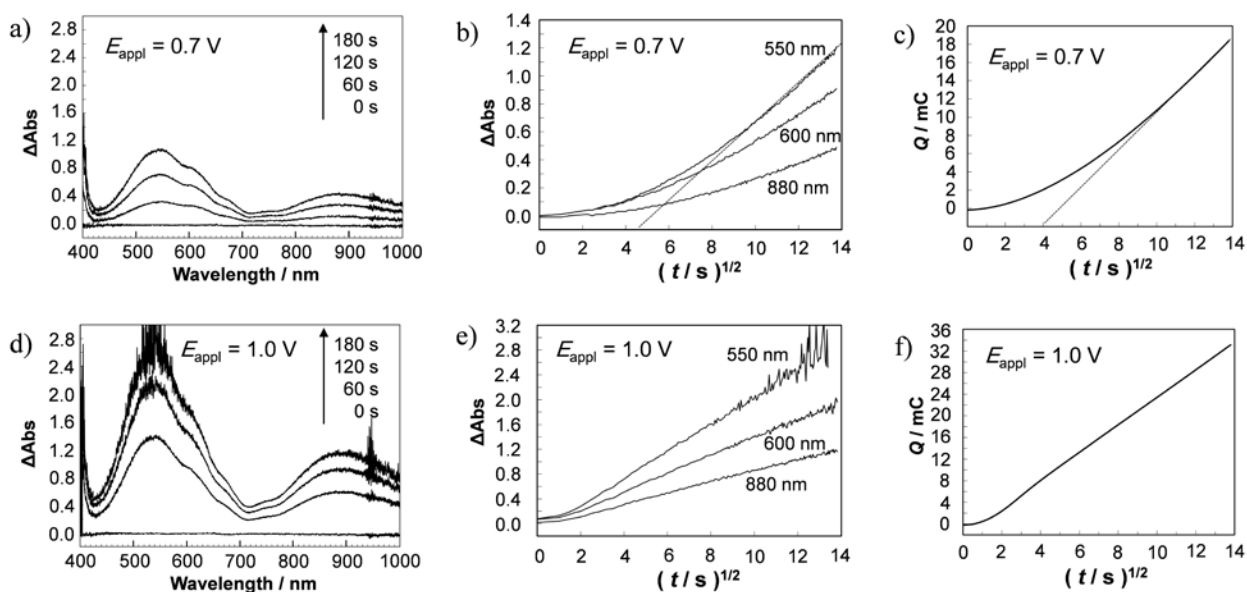 a)
E_appl = 0.7 V
180 s
120 s
60 s
0 s
ΔAbs
2.8
2.4
2.0
1.6
1.2
0.8
0.4
0.0
400 500 600 700 800 900 1000
Wavelength / nm
b)
E_appl = 0.7 V
550 nm
600 nm
880 nm
ΔAbs
1.4
1.2
1.0
0.8
0.6
0.4
0.2
0.0
0 2 4 6 8 10 12 14
( t / s )^1/2
c)
E_appl = 0.7 V
Q / mC
20
18
16
14
12
10
8
6
4
2
0
0 2 4 6 8 10 12 14
( t / s )^1/2
d)
E_appl = 1.0 V
180 s
120 s
60 s
0 s
ΔAbs
2.8
2.4
2.0
1.6
1.2
0.8
0.4
0.0
400 500 600 700 800 900 1000
Wavelength / nm
e)
E_appl = 1.0 V
550 nm
600 nm
880 nm
ΔAbs
3.2
2.8
2.4
2.0
1.6
1.2
0.8
0.4
0.0
0 2 4 6 8 10 12 14
( t / s )^1/2
f)
E_appl = 1.0 V
Q / mC
36
32
28
24
20
16
12
8
4
0
0 2 4 6 8 10 12 14
( t / s )^1/2